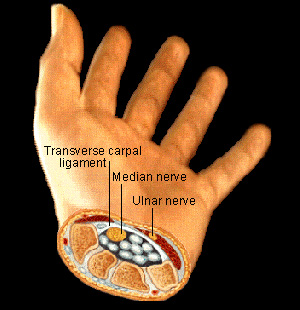 Transverse carpal
ligament
Median nerve
Ulnar nerve